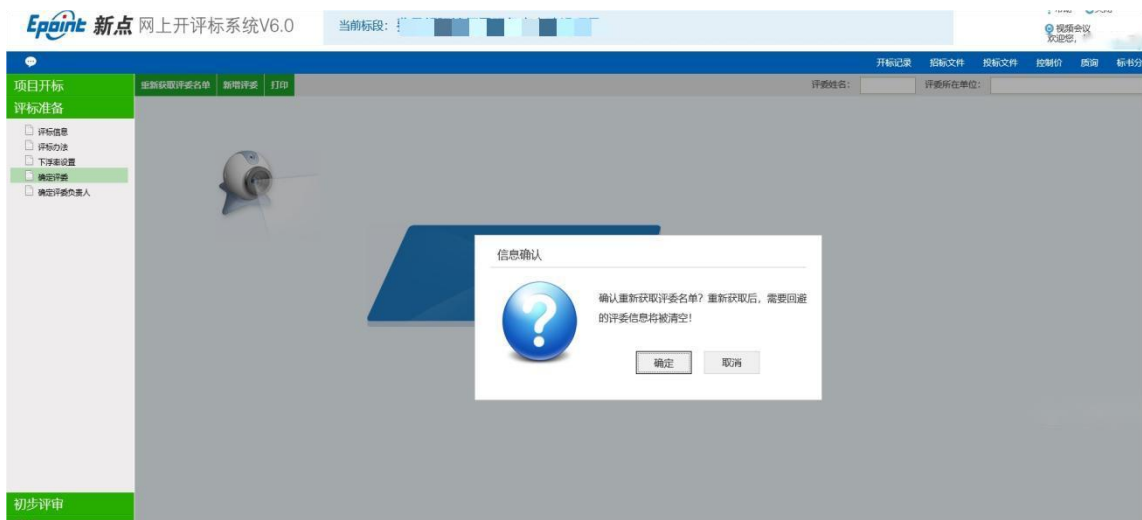 Epoint 新点 网上开评标系统V6.0
当前标段：
视频会议
欢迎您，
开标记录 招标文件 投标文件 控制价 质询 标书分
项目开标
重新获取评委名单 新增评委 打印
评委姓名： 评委所在单位：
评标准备
评标信息
评标办法
下浮率设置
确定评委
确定评委负责人
信息确认
确认重新获取评委名单？重新获取后，需要回避
的评委信息将被清空！
确定 取消
初步评审